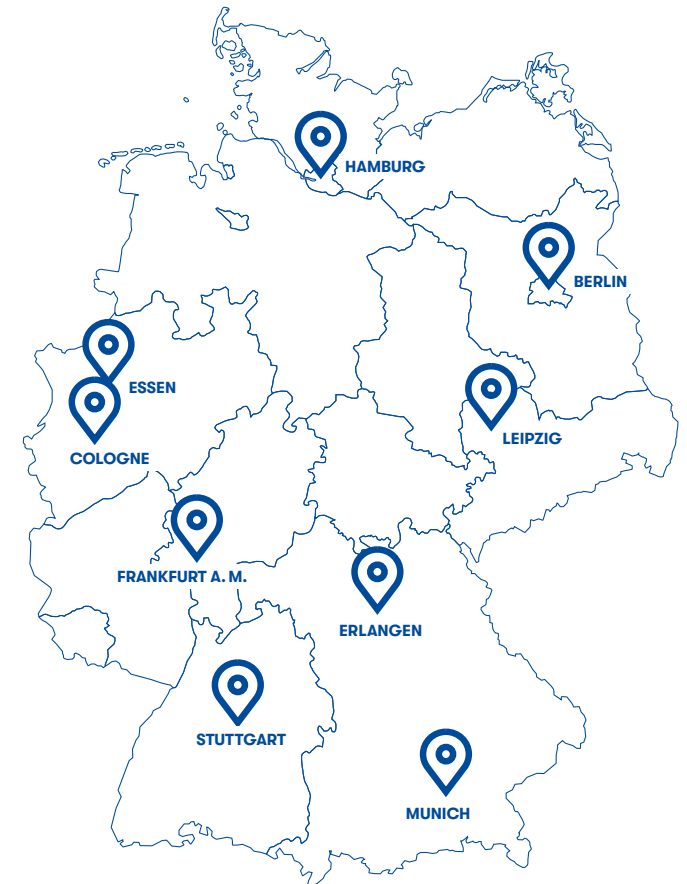 HAMBURG
BERLIN
ESSEN
LEIPZIG
COLOGNE
FRANKFURT A. M.
ERLANGEN
STUTTGART
MUNICH